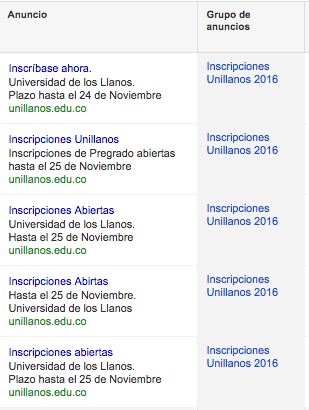 Anuncio
Grupo de
anuncios
Inscríbase ahora.
Universidad de los Llanos.
Plazo hasta el 24 de Noviembre
unillanos.edu.co
Inscripciones
Unillanos 2016
Inscripciones Unillanos
Inscripciones de Pregrado abiertas
hasta el 25 de Noviembre
unillanos.edu.co
Inscripciones
Unillanos 2016
Inscripciones Abiertas
Universidad de los Llanos.
Hasta el 25 de Noviembre
unillanos.edu.co
Inscripciones
Unillanos 2016
Inscripciones Abirtas
Hasta el 25 de Noviembre.
Universidad de los Llanos
unillanos.edu.co
Inscripciones
Unillanos 2016
Inscripciones abiertas
Universidad de los Llanos.
Plazo hasta el 25 de Noviembre
unillanos.edu.co
Inscripciones
Unillanos 2016